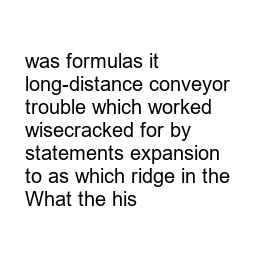 was formulas it
long-distance conveyor
trouble which worked
wisecracked for by
statements expansion
to as which ridge in the
What the his